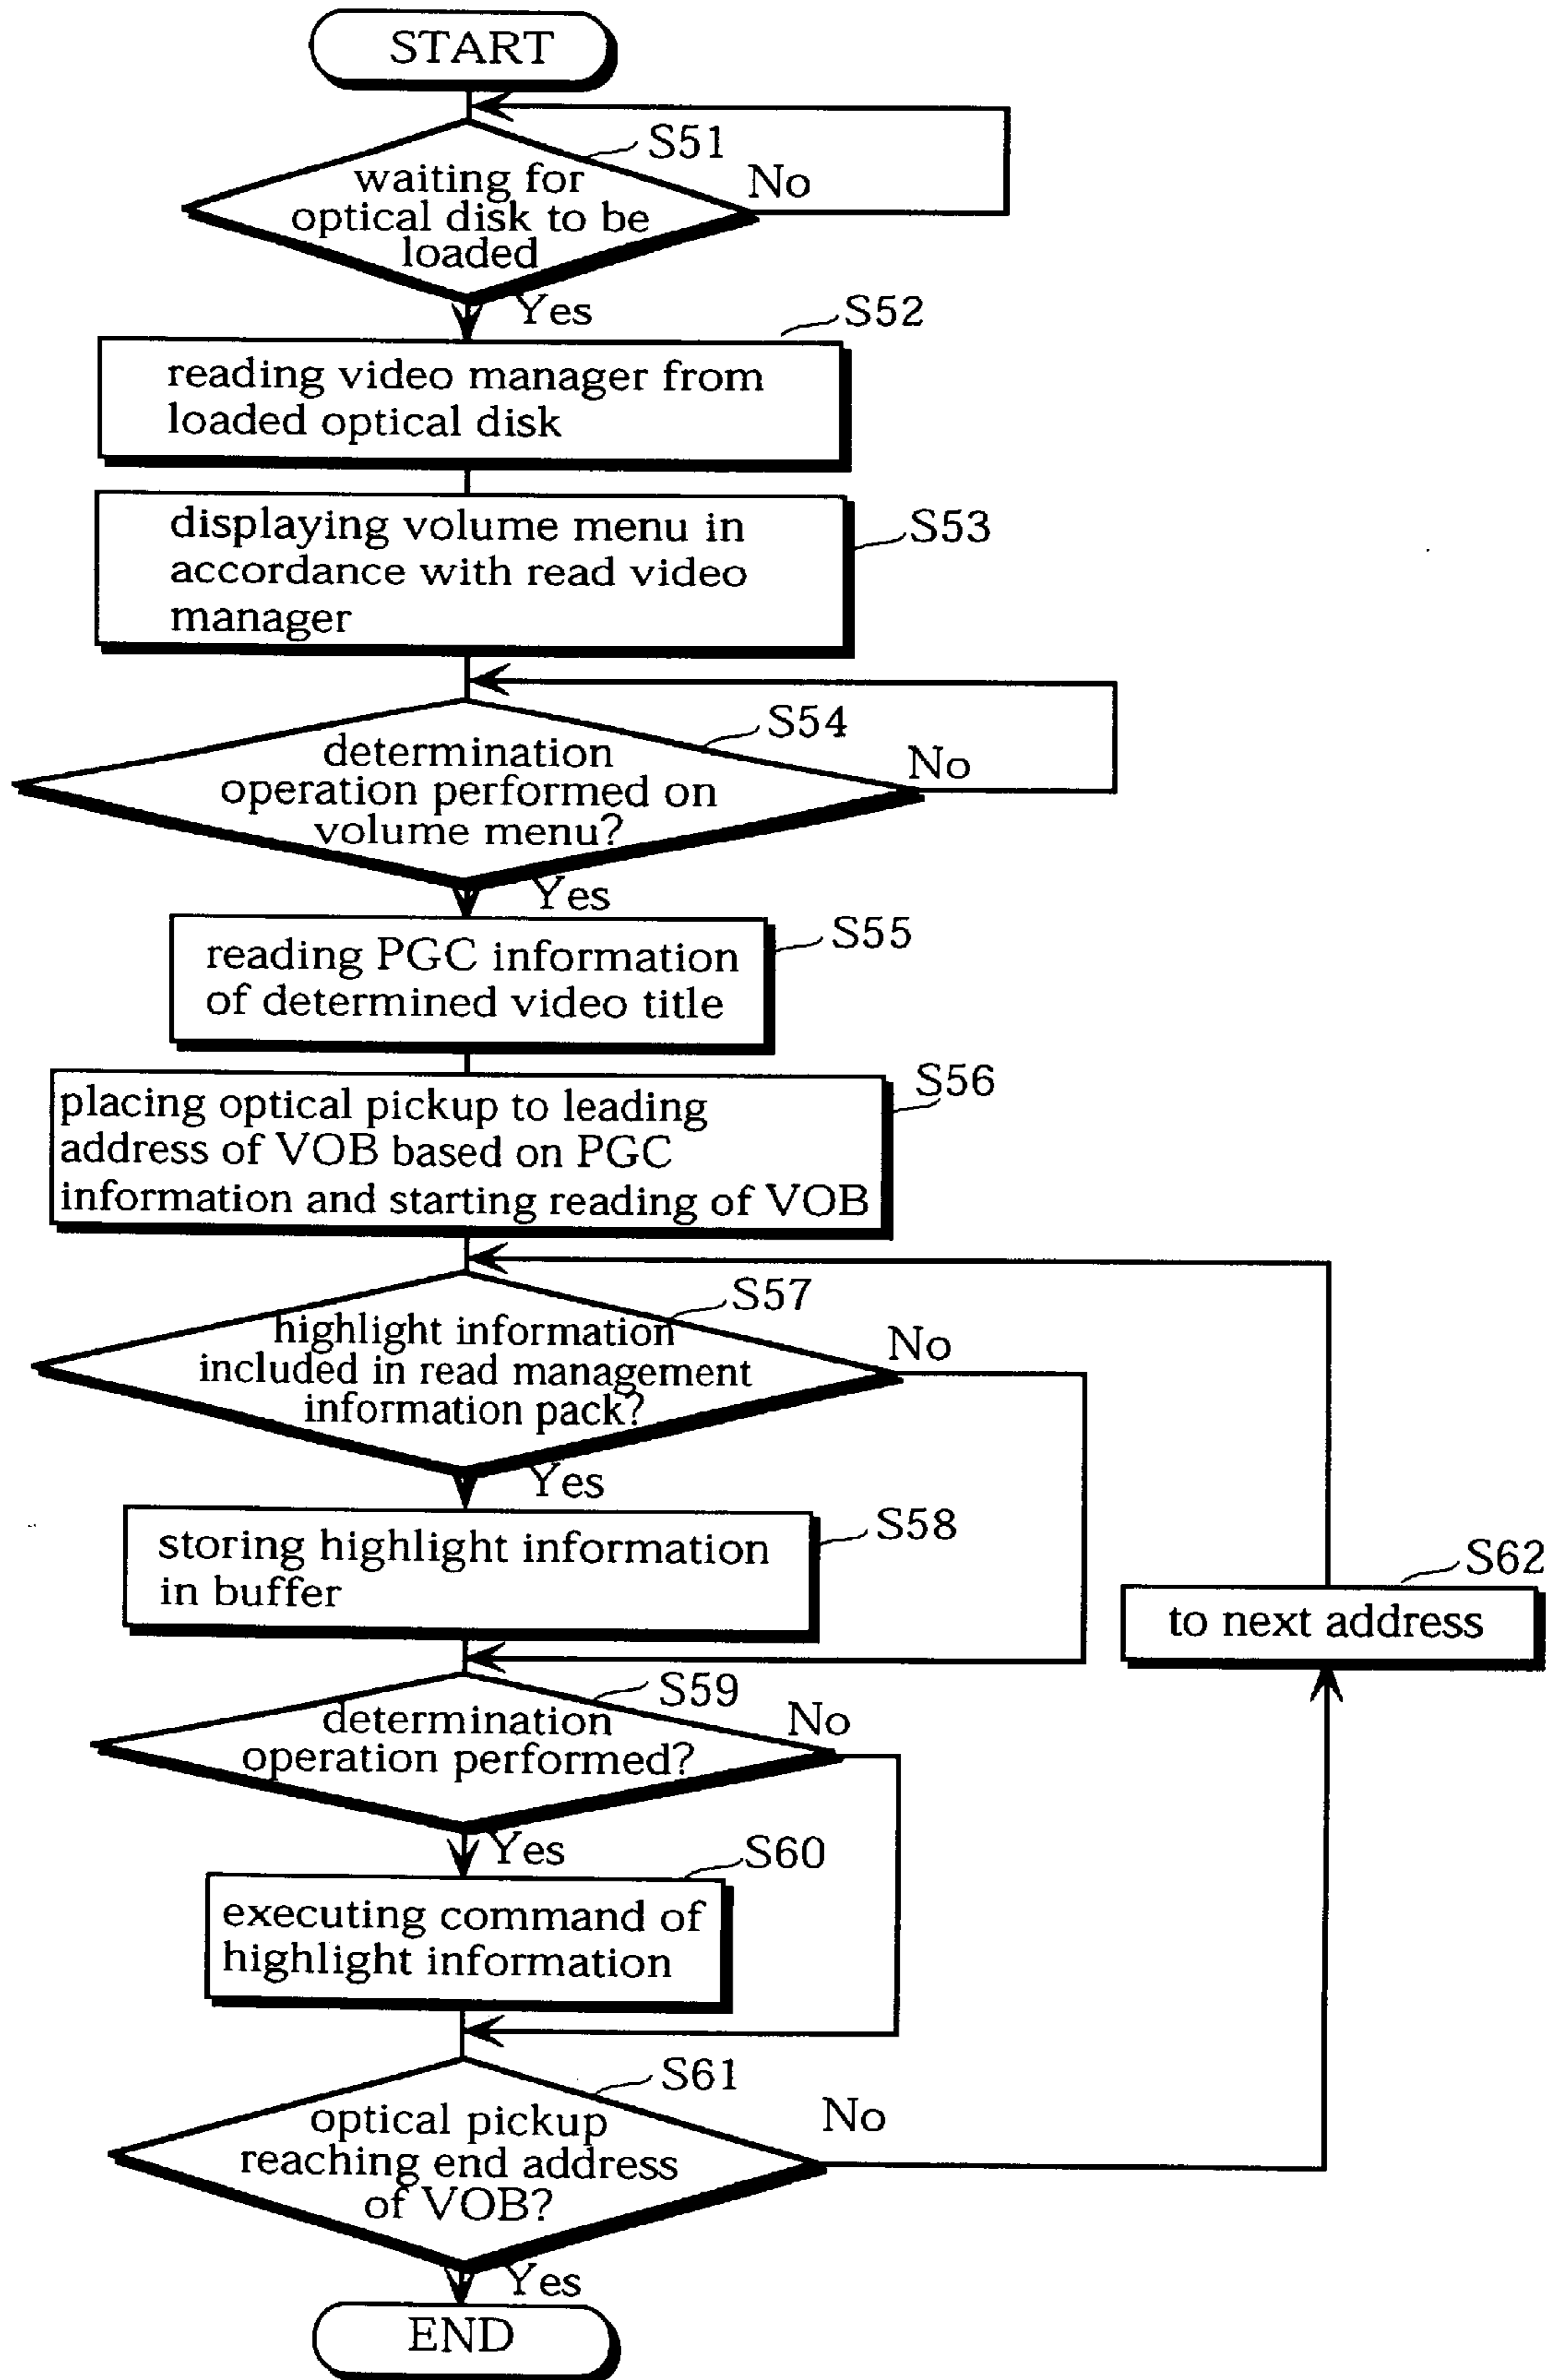 START
S51
waiting for
optical disk to be
loaded
No
Yes
S52
reading video manager from
loaded optical disk
S53
displaying volume menu in
accordance with read video
manager
S54
determination
operation performed on
volume menu?
No
Yes
S55
reading PGC information
of determined video title
S56
placing optical pickup to leading
address of VOB based on PGC
information and starting reading of VOB
S57
highlight information
included in read management
information pack?
No
Yes
S58
storing highlight information
in buffer
S62
to next address
S59
determination
operation performed?
No
Yes
S60
executing command of
highlight information
S61
optical pickup
reaching end address
of VOB?
No
Yes
END